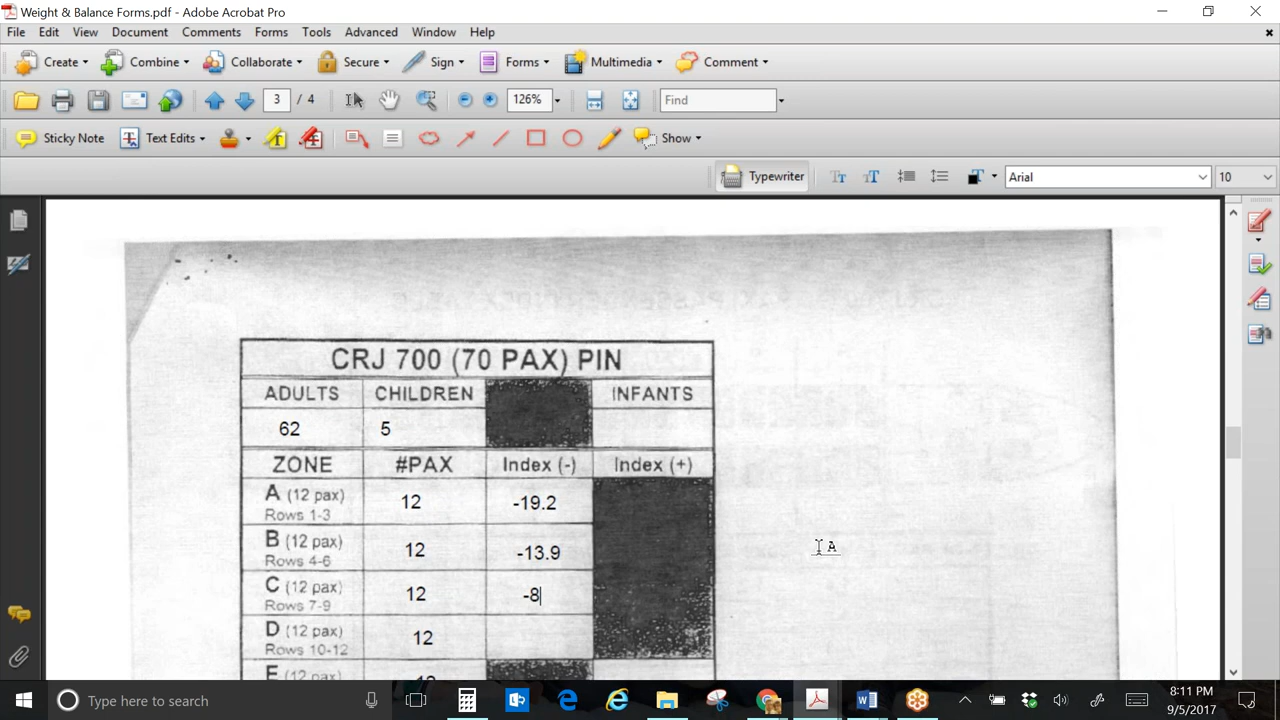 Weight & Balance Forms.pdf - Adobe Acrobat Pro
File Edit View Document Comments Forms Tools Advanced Window Help
Create Combine Collaborate Secure Sign Forms Multimedia Comment
3 / 4 126% Find
Sticky Note Text Edits Show
Typewriter Arial 10
CRJ 700 (70 PAX) PIN
ADULTS CHILDREN INFANTS
62 5
ZONE #PAX Index (-) Index (+)
A (12 pax) 12 -19.2
Rows 1-3
B (12 pax) 12 -13.9
Rows 4-6
C (12 pax) 12 -8
Rows 7-9
D (12 pax) 12
Rows 10-12
E (12 pax)
Type here to search
8:11 PM
9/5/2017